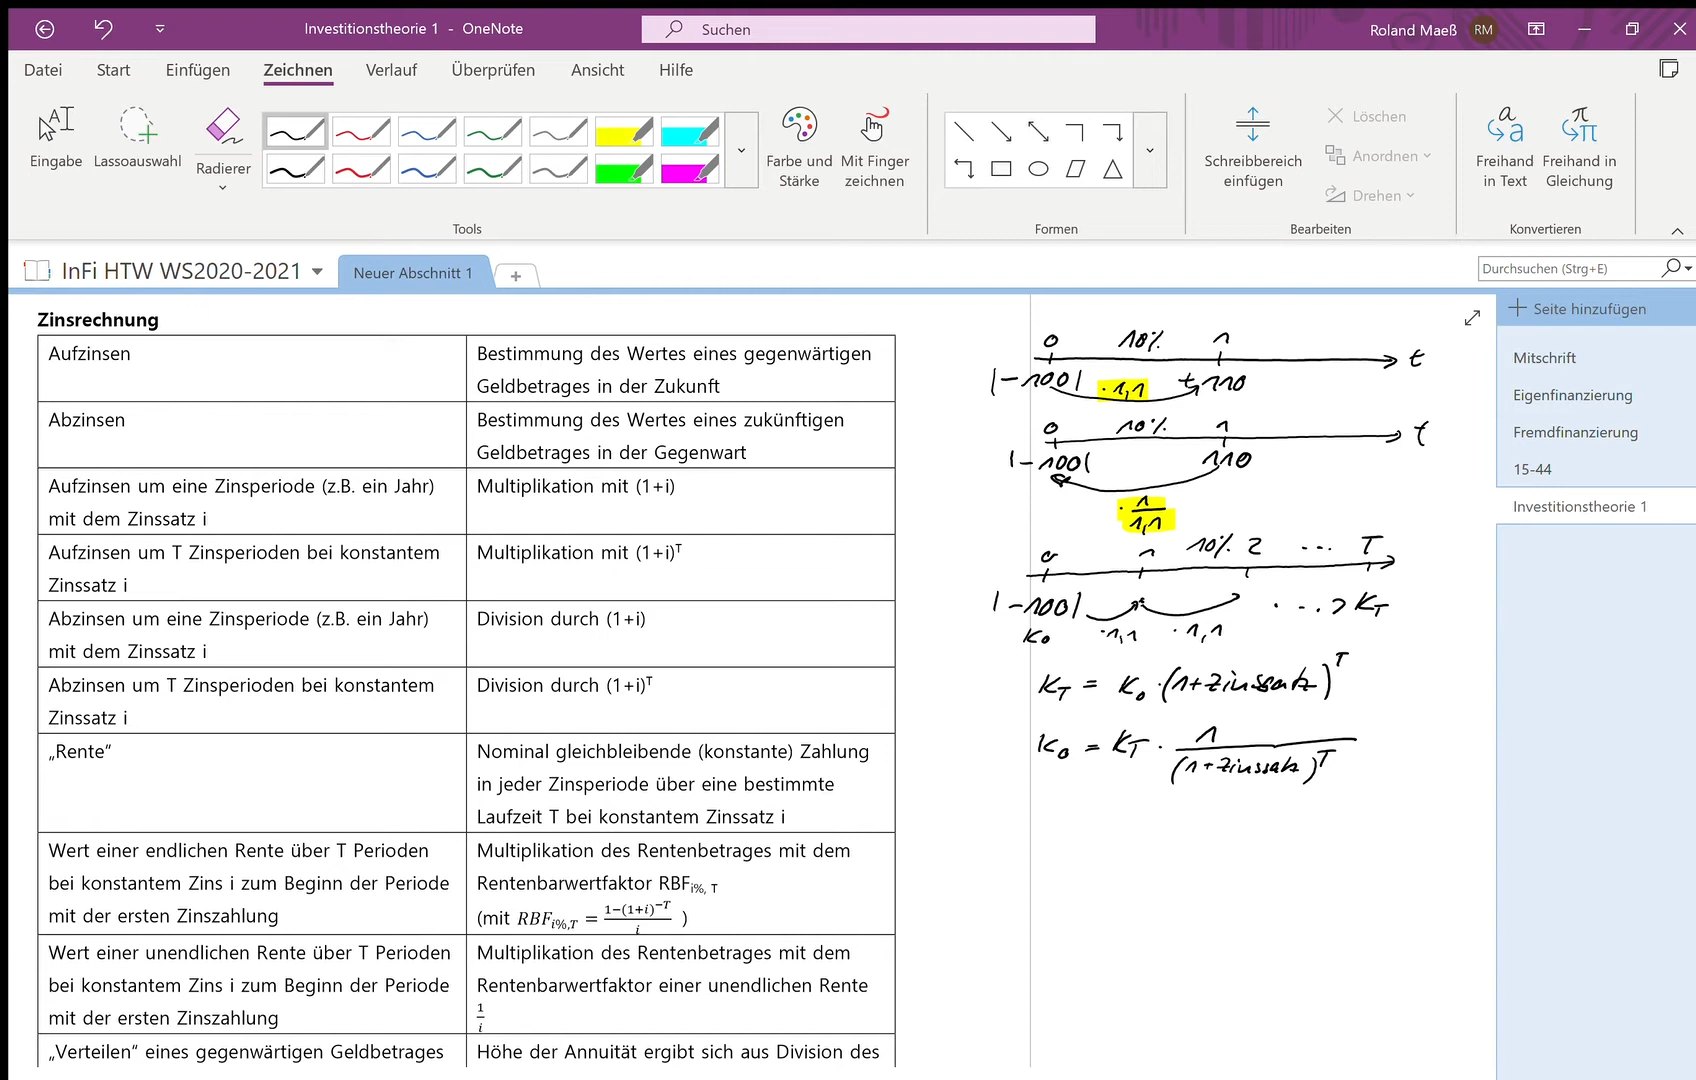 Investitionstheorie 1 - OneNote
Suchen
Roland Maeß RM
Datei Start Einfügen Zeichnen Verlauf Überprüfen Ansicht Hilfe
Eingabe
Lassoauswahl
Radierer
Farbe und Stärke
Mit Finger zeichnen
Schreibbereich einfügen
Löschen
Anordnen
Drehen
Freihand in Text
Freihand in Gleichung
Tools Formen Bearbeiten Konvertieren
InFi HTW WS2020-2021
Neuer Abschnitt 1
Durchsuchen (Strg+E)
Seite hinzufügen
Mitschrift
Eigenfinanzierung
Fremdfinanzierung
15-44
Investitionstheorie 1
Zinsrechnung
Aufzinsen
Bestimmung des Wertes eines gegenwärtigen
Geldbetrages in der Zukunft
Abzinsen
Bestimmung des Wertes eines zukünftigen
Geldbetrages in der Gegenwart
Aufzinsen um eine Zinsperiode (z.B. ein Jahr)
mit dem Zinssatz i
Multiplikation mit (1+i)
Aufzinsen um T Zinsperioden bei konstantem
Zinssatz i
Multiplikation mit (1+i)^T
Abzinsen um eine Zinsperiode (z.B. ein Jahr)
mit dem Zinssatz i
Division durch (1+i)
Abzinsen um T Zinsperioden bei konstantem
Zinssatz i
Division durch (1+i)^T
„Rente“
Nominal gleichbleibende (konstante) Zahlung
in jeder Zinsperiode über eine bestimmte
Laufzeit T bei konstantem Zinssatz i
Wert einer endlichen Rente über T Perioden
bei konstantem Zins i zum Beginn der Periode
mit der ersten Zinszahlung
Multiplikation des Rentenbetrages mit dem
Rentenbarwertfaktor RBF_i%, T
(mit RBF_i%,T = (1−(1+i)^−T)/i )
Wert einer unendlichen Rente über T Perioden
bei konstantem Zins i zum Beginn der Periode
mit der ersten Zinszahlung
Multiplikation des Rentenbetrages mit dem
Rentenbarwertfaktor einer unendlichen Rente
1/i
„Verteilen“ eines gegenwärtigen Geldbetrages
Höhe der Annuität ergibt sich aus Division des
0 10% 1
t
|-100| · 1,1 110
0 10% 1
t
|-100| 110
· 1/1,1
0 1 10% 2 ... T
|-100| ... > K_T
K_0 ·1,1 ·1,1
K_T = K_0 · (1+Zinssatz)^T
K_0 = K_T · 1/(1+Zinssatz)^T